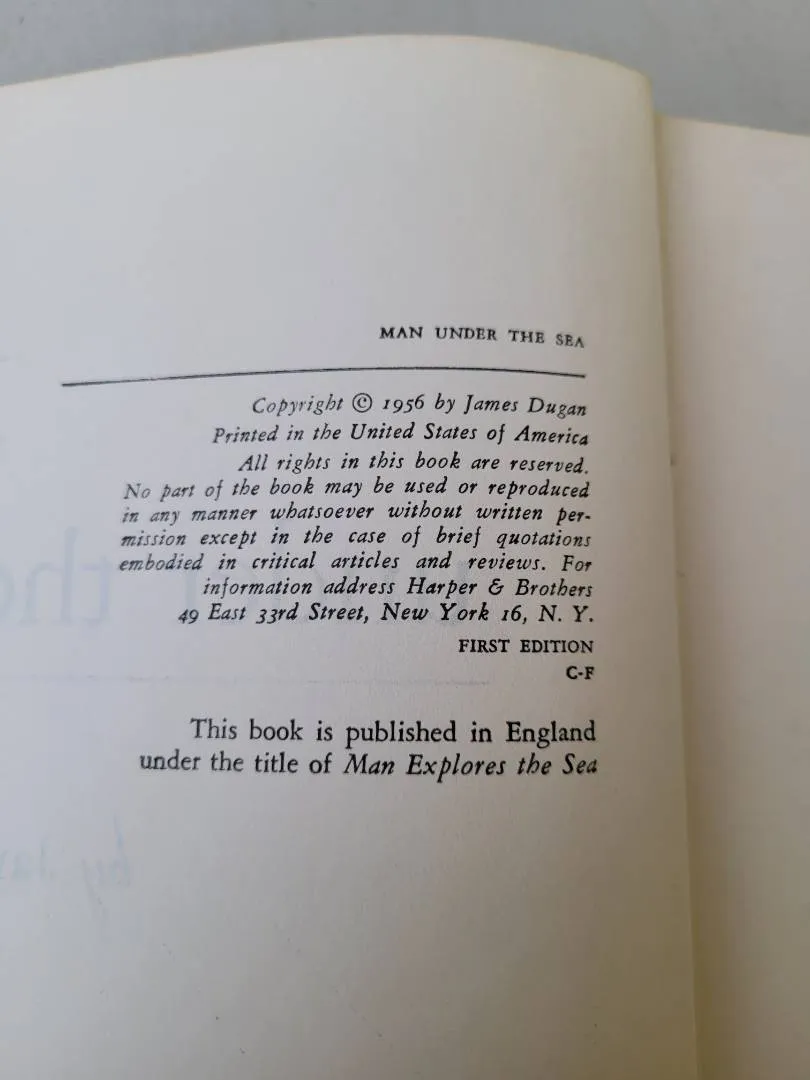 MAN UNDER THE SEA
Copyright © 1956 by James Dugan
Printed in the United States of America
All rights in this book are reserved.
No part of the book may be used or reproduced
in any manner whatsoever without written per-
mission except in the case of brief quotations
embodied in critical articles and reviews. For
information address Harper & Brothers
49 East 33rd Street, New York 16, N. Y.
FIRST EDITION
C-F
This book is published in England
under the title of Man Explores the Sea